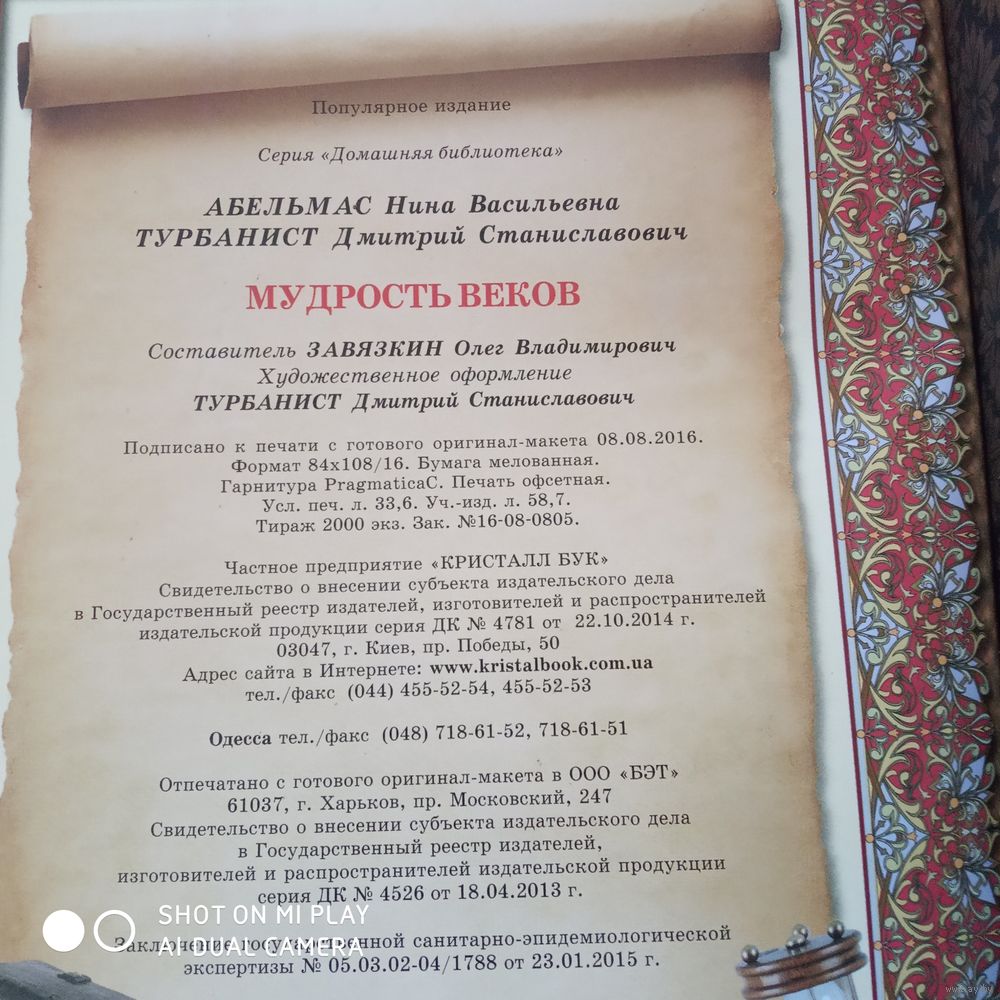 Популярное издание
Серия «Домашняя библиотека»
АБЕЛЬМАС Нина Васильевна
ТУРБАНИСТ Дмитрий Станиславович
МУДРОСТЬ ВЕКОВ
Составитель ЗАВЯЗКИН Олег Владимирович
Художественное оформление
ТУРБАНИСТ Дмитрий Станиславович
Подписано к печати с готового оригинал-макета 08.08.2016.
Формат 84х108/16. Бумага мелованная.
Гарнитура PragmaticaC. Печать офсетная.
Усл. печ. л. 33,6. Уч.-изд. л. 58,7.
Тираж 2000 экз. Зак. №16-08-0805.
Частное предприятие «КРИСТАЛЛ БУК»
Свидетельство о внесении субъекта издательского дела
в Государственный реестр издателей, изготовителей и распространителей
издательской продукции серия ДК № 4781 от 22.10.2014 г.
03047, г. Киев, пр. Победы, 50
Адрес сайта в Интернете: www.kristalbook.com.ua
тел./факс (044) 455-52-54, 455-52-53
Одесса тел./факс (048) 718-61-52, 718-61-51
Отпечатано с готового оригинал-макета в ООО «БЭТ»
61037, г. Харьков, пр. Московский, 247
Свидетельство о внесении субъекта издательского дела
в Государственный реестр издателей,
изготовителей и распространителей издательской продукции
серия ДК № 4526 от 18.04.2013 г.
Заключение государственной санитарно-эпидемиологической
экспертизы № 05.03.02-04/1788 от 23.01.2015 г.
SHOT ON MI PLAY
AI DUAL CAMERA
www.ay.by